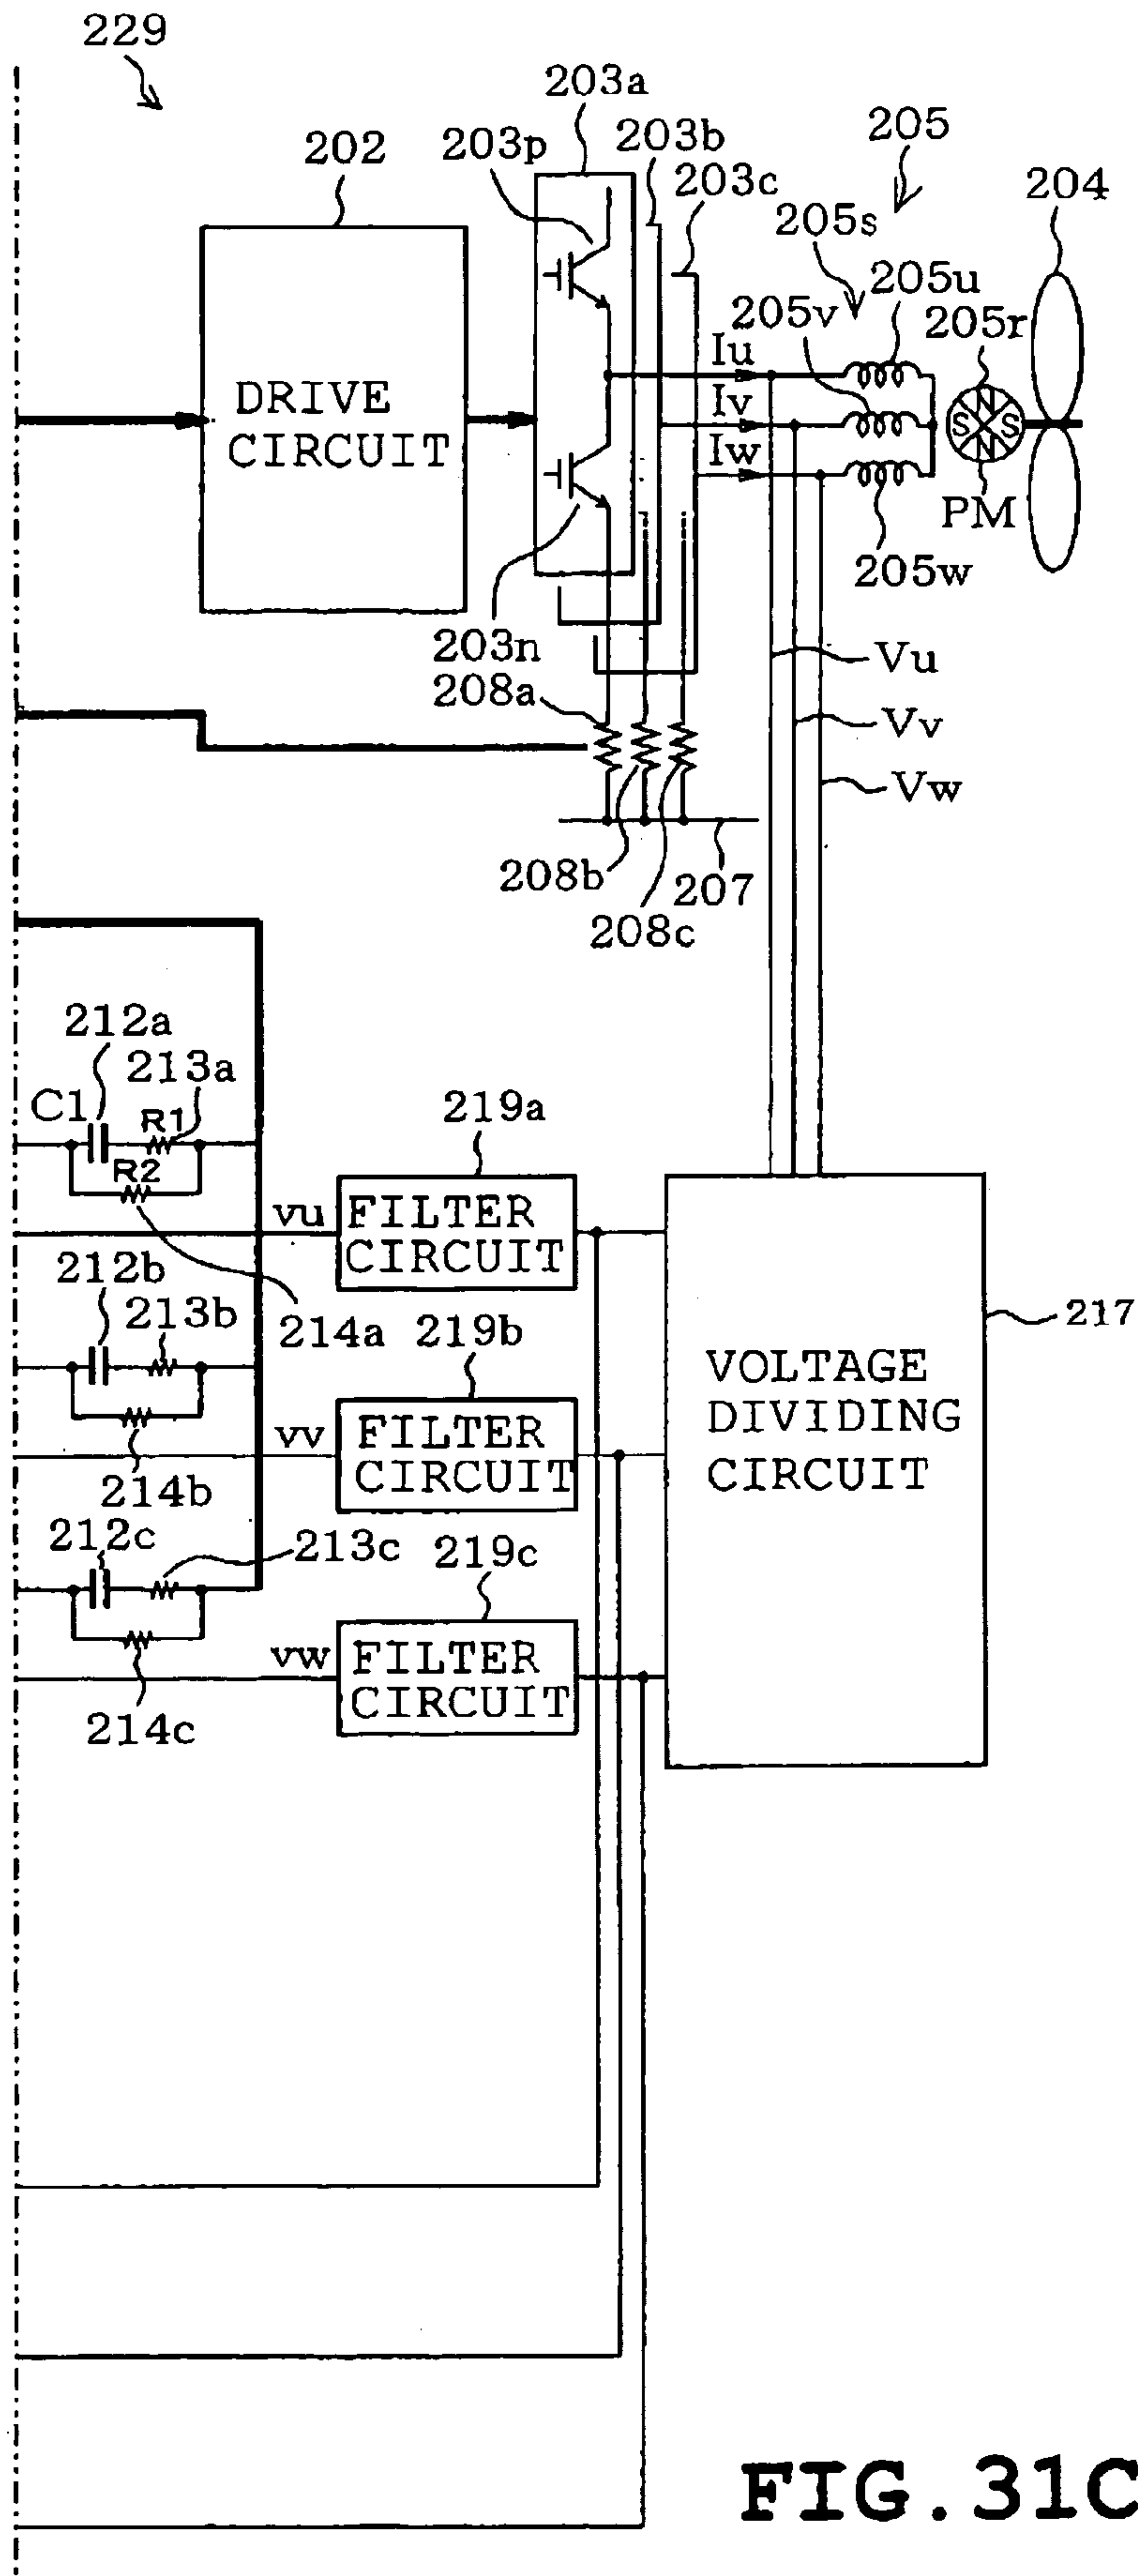 229
203a
202
203p
203b
203c
205
204
205s
205u
205v
205r
Iu
Iv
Iw
DRIVE
CIRCUIT
S
N
S
N
PM
205w
203n
208a
Vu
Vv
Vw
208b
207
208c
212a
213a
C1
R1
R2
219a
vu
FILTER
CIRCUIT
212b
213b
214a
219b
217
VOLTAGE
DIVIDING
CIRCUIT
vv
FILTER
CIRCUIT
214b
212c
213c
219c
vw
FILTER
CIRCUIT
214c
FIG.31C